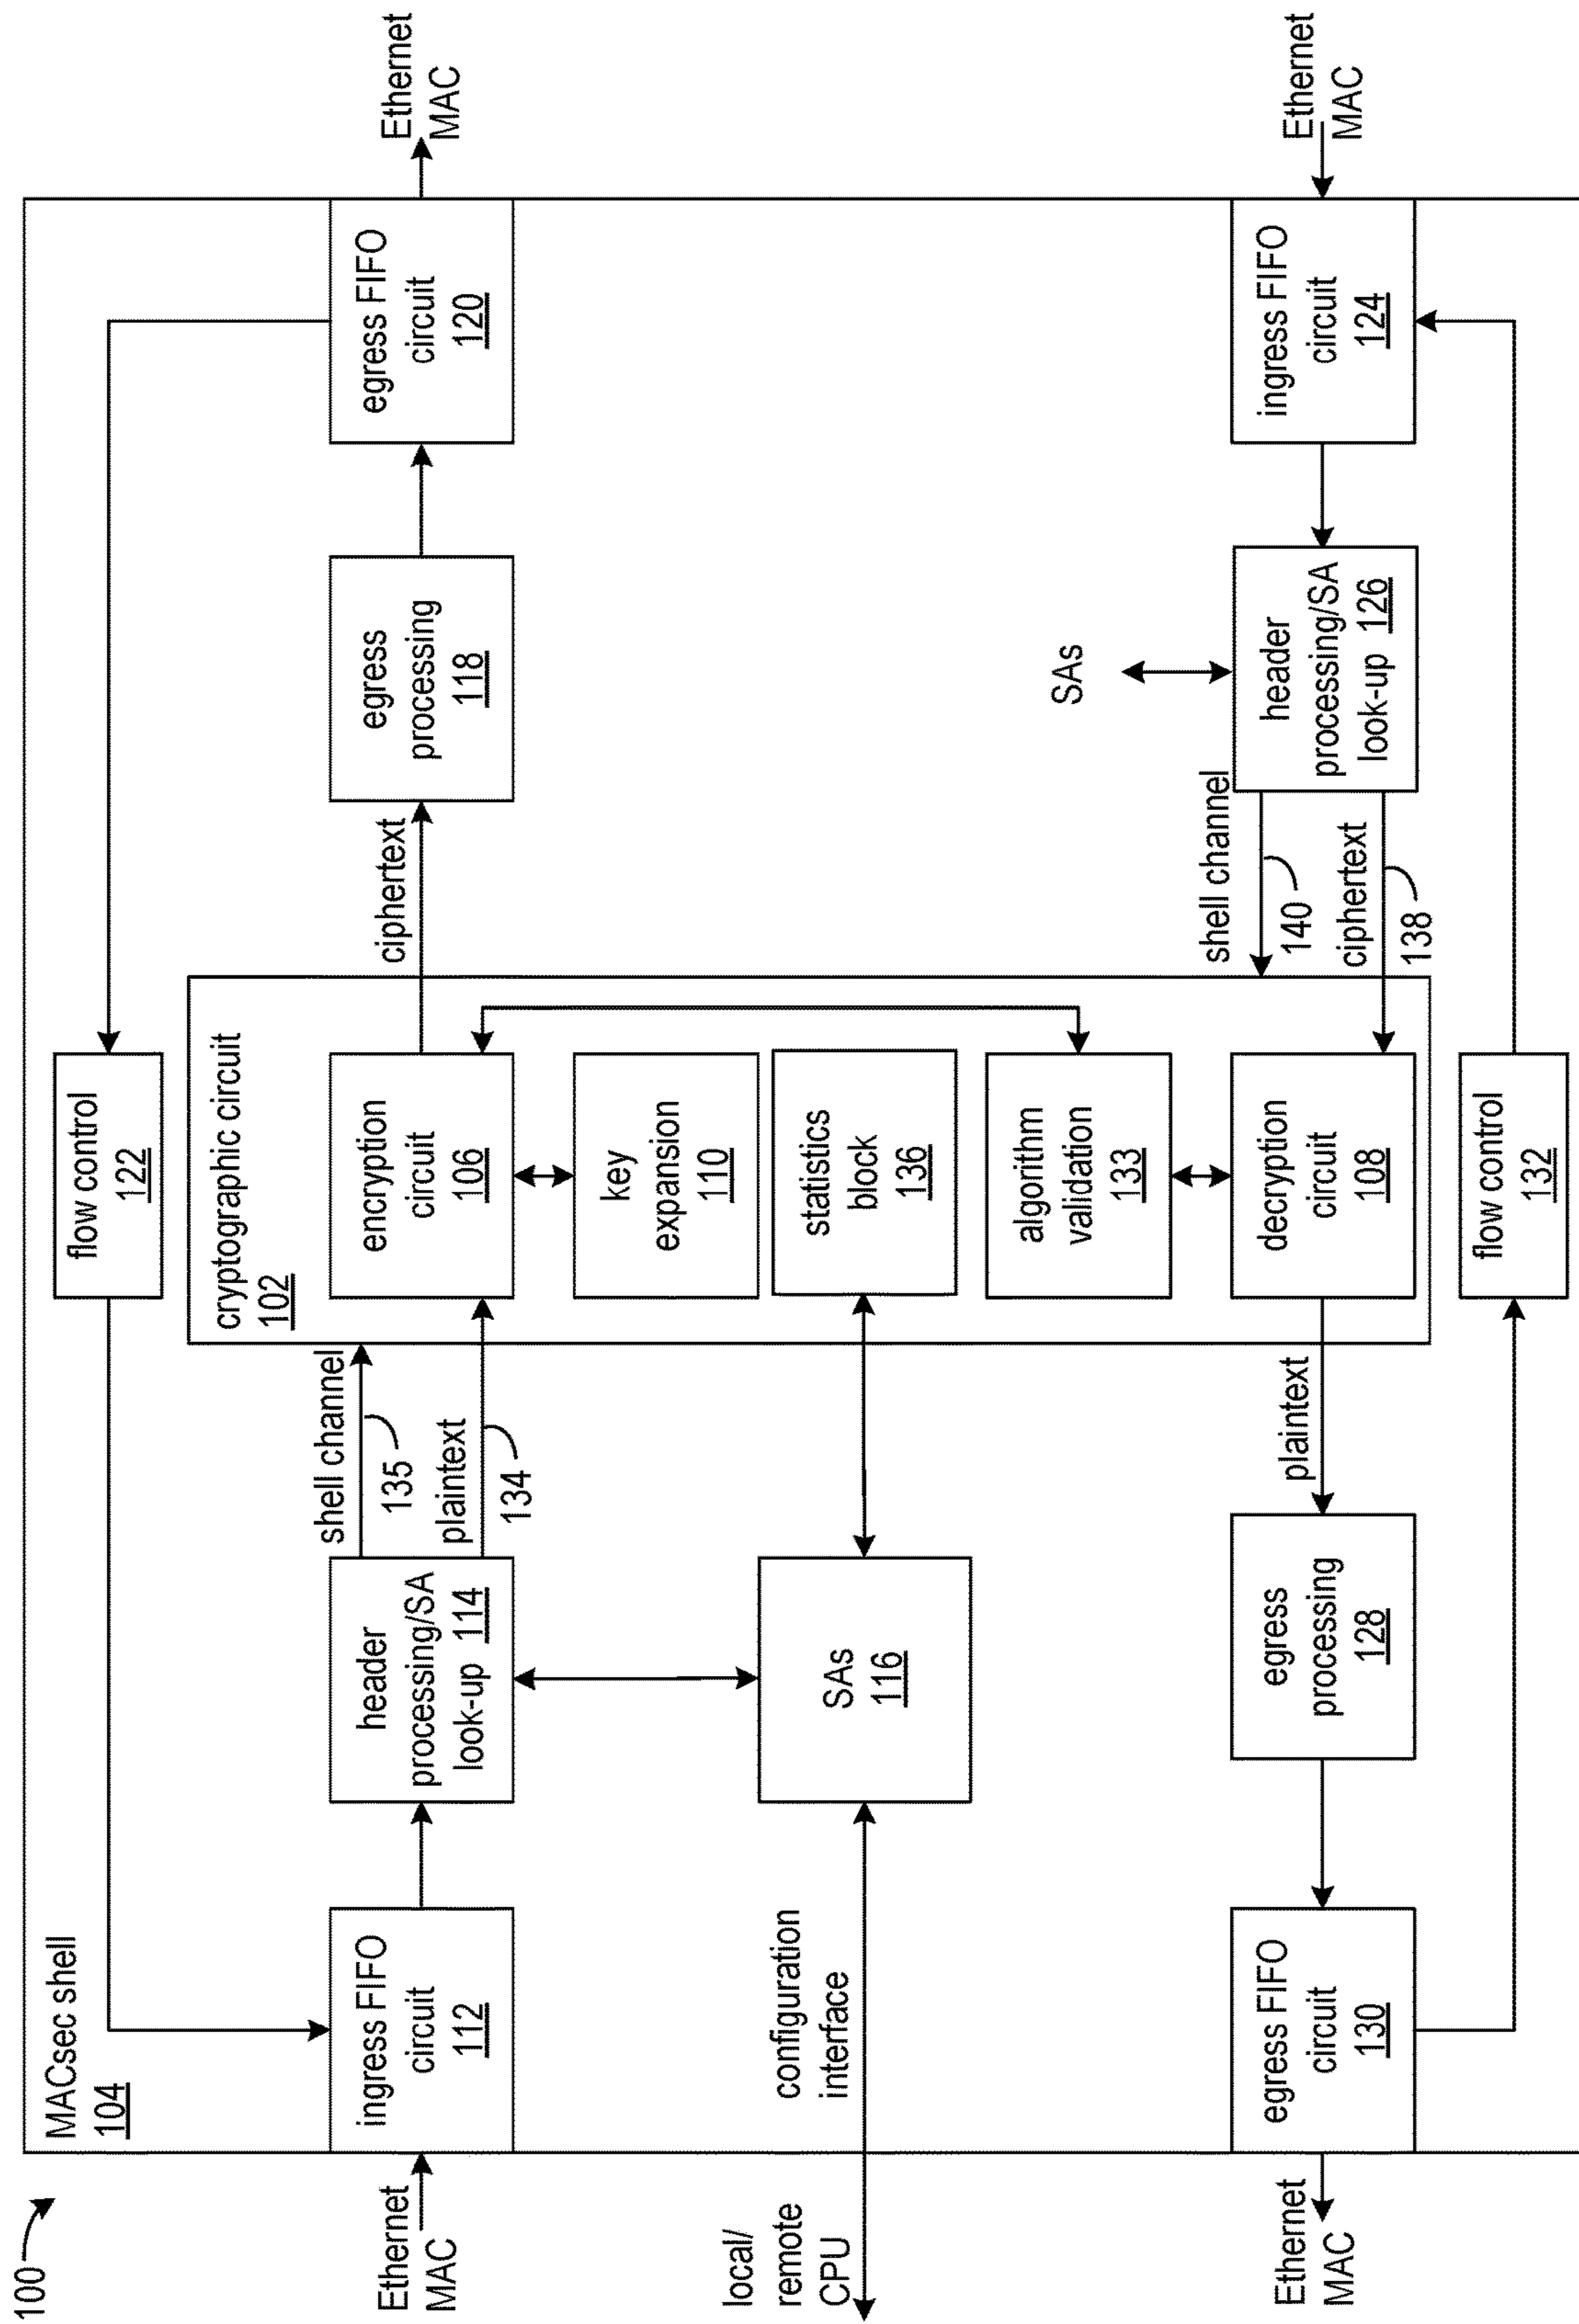 100
MACsec shell
104
flow control
122
Ethernet
MAC
ingress FIFO
circuit
112
header
processing/SA
look-up 114
shell channel
135
plaintext
134
cryptographic circuit
102
encryption
circuit
106
ciphertext
egress
processing
118
egress FIFO
circuit
120
Ethernet
MAC
key
expansion
110
local/
remote
CPU
configuration
interface
SAs
116
statistics
block
136
algorithm
validation
133
SAs
Ethernet
MAC
egress FIFO
circuit
130
egress
processing
128
plaintext
decryption
circuit
108
shell channel
140
ciphertext
138
header
processing/SA
look-up 126
ingress FIFO
circuit
124
Ethernet
MAC
flow control
132